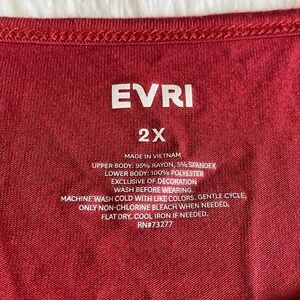 EVRI
2X
MADE IN VIETNAM
UPPER BODY: 95% RAYON, 5% SPANDEX
LOWER BODY: 100% POLYESTER
EXCLUSIVE OF DECORATION
WASH BEFORE WEARING.
MACHINE WASH COLD WITH LIKE COLORS. GENTLE CYCLE,
ONLY NON-CHLORINE BLEACH WHEN NEEDED.
FLAT DRY, COOL IRON IF NEEDED.
RN#73277